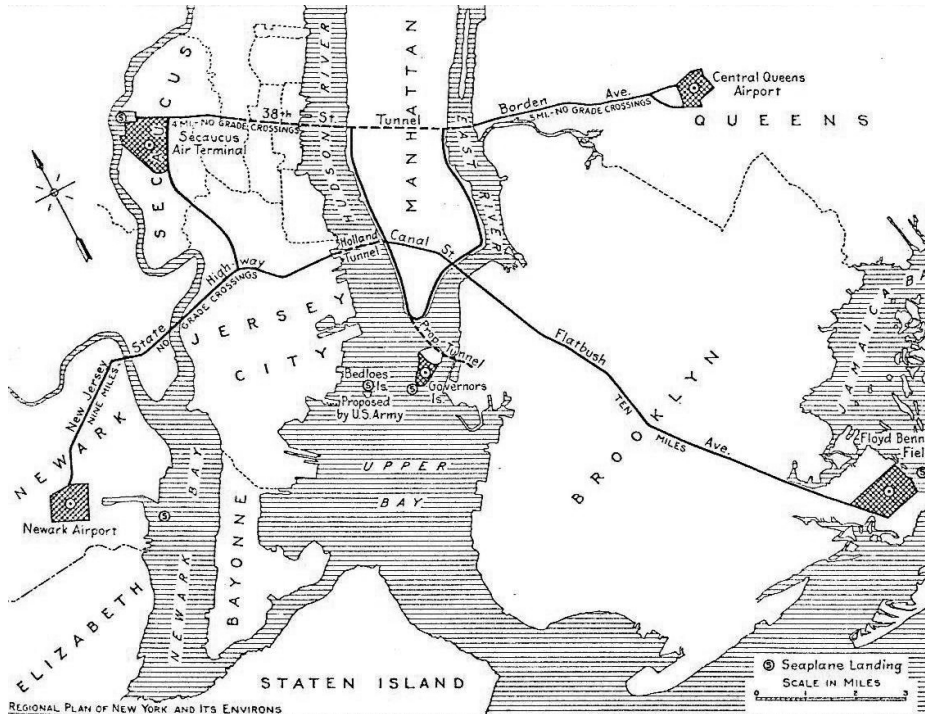 SECAUCUS
HUDSON RIVER
MANHATTAN
EAST RIVER
Central Queens
Airport
QUEENS
Borden Ave.
4 MI.-NO GRADE CROSSINGS
38th St.
Tunnel
4 MI.-NO GRADE CROSSINGS
Secaucus
Air Terminal
S
Holland
Tunnel
Canal St.
New Jersey State Highway
NINE MILES, NO GRADE CROSSINGS
JERSEY
CITY
Prop. Tunnel
Bedloes
Is.
S
Proposed
by U.S. Army
S
Governors
Is.
Flatbush Ave.
TEN MILES
BROOKLYN
JAMAICA BA
Floyd Benn
Fiel
S
NEWARK
Newark Airport
S
NEWARK BAY
BAYONNE
UPPER
BAY
ELIZABETH
STATEN ISLAND
S Seaplane Landing
SCALE IN MILES
0 1 2 3
REGIONAL PLAN OF NEW YORK AND ITS ENVIRONS